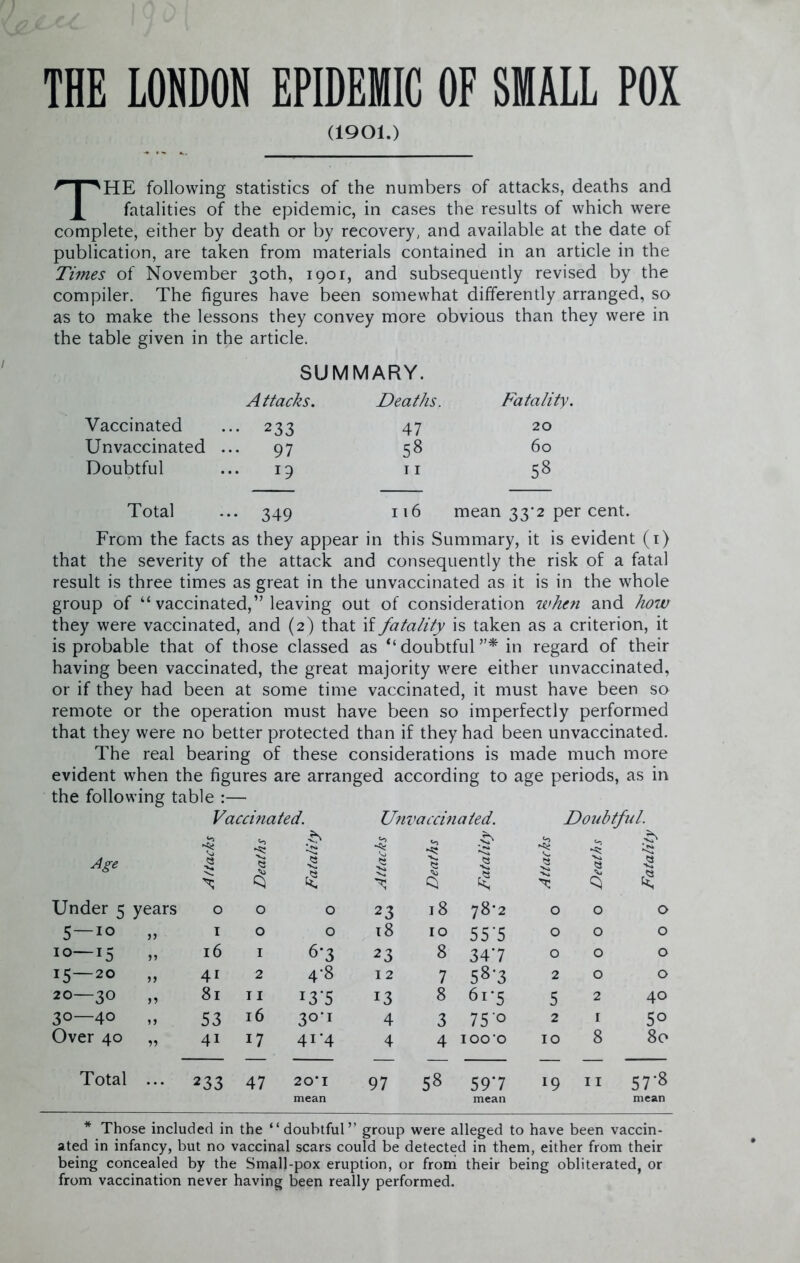 1901
THE LONDON EPIDEMIC OF SMALL POX
(1901.)
THE following statistics of the numbers of attacks, deaths and
fatalities of the epidemic, in cases the results of which were
complete, either by death or by recovery, and available at the date of
publication, are taken from materials contained in an article in the
Times of November 30th, 1901, and subsequently revised by the
compiler. The figures have been somewhat differently arranged, so
as to make the lessons they convey more obvious than they were in
the table given in the article.
SUMMARY.
Attacks. Deaths. Fatality.
Vaccinated ... 233 47 20
Unvaccinated ... 97 58 60
Doubtful ... 19 11 58
Total ... 349 116 mean 33·2 per cent.
From the facts as they appear in this Summary, it is evident (1)
that the severity of the attack and consequently the risk of a fatal
result is three times as great in the unvaccinated as it is in the whole
group of “vaccinated,” leaving out of consideration when and how
they were vaccinated, and (2) that if fatality is taken as a criterion, it
is probable that of those classed as “doubtful”* in regard of their
having been vaccinated, the great majority were either unvaccinated,
or if they had been at some time vaccinated, it must have been so
remote or the operation must have been so imperfectly performed
that they were no better protected than if they had been unvaccinated.
The real bearing of these considerations is made much more
evident when the figures are arranged according to age periods, as in
the following table :—
Vaccinated. Unvaccinated. Doubtful.
Age Attacks Deaths Fatality Attacks Deaths Fatality Attacks Deaths Fatality
Under 5 years 0 0 0 23 18 78·2 0 0 0
5—10 „ 1 0 0 18 10 55·5 0 0 0
10—15 „ 16 1 6·3 23 8 34·7 0 0 0
15—20 „ 41 2 4·8 12 7 58·3 2 0 0
20—30 „ 81 11 13·5 13 8 61·5 5 2 40
30—40 „ 53 16 30·1 4 3 75·0 2 1 50
Over 40 „ 41 17 41·4 4 4 100·0 10 8 80
Total ... 233 47 20·1 97 58 59·7 19 11 57·8
mean mean mean
* Those included in the “doubtful” group were alleged to have been vaccin-
ated in infancy, but no vaccinal scars could be detected in them, either from their
being concealed by the Small-pox eruption, or from their being obliterated, or
from vaccination never having been really performed.